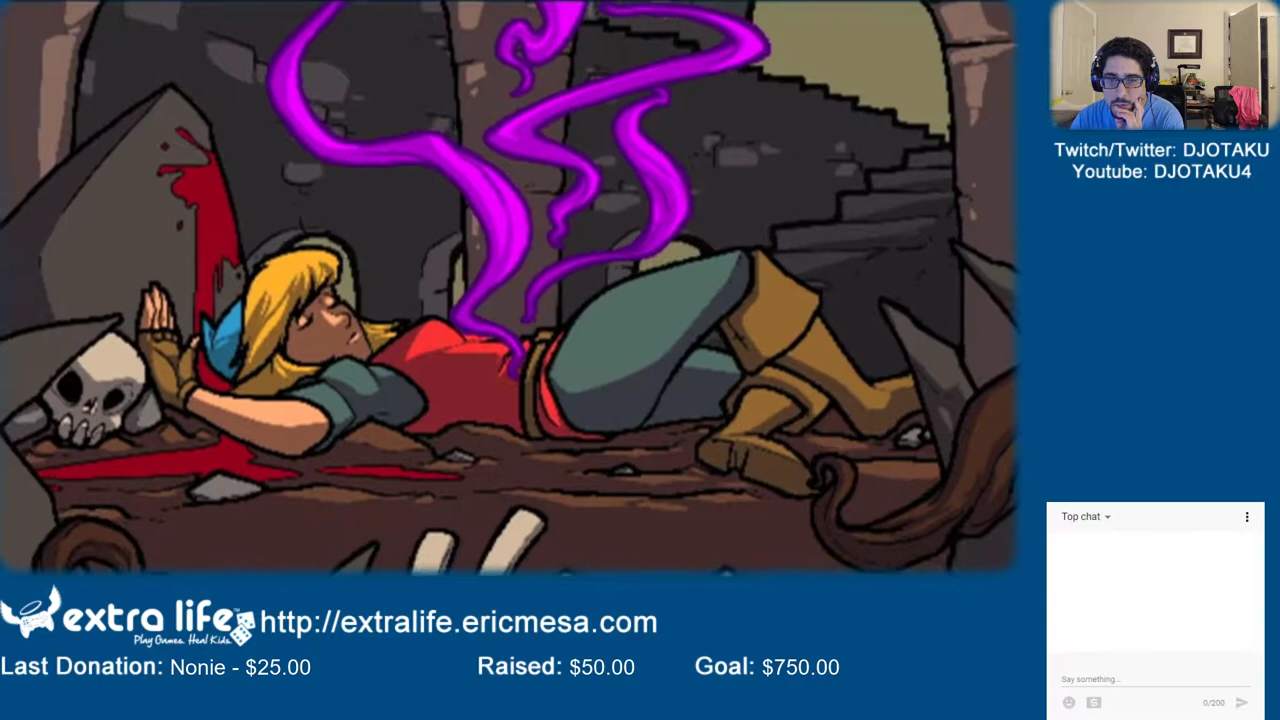 Twitch/Twitter: DJOTAKU
Youtube: DJOTAKU4
Top chat
Say something...
0/200
extra life
Play Games. Heal Kids.
http://extralife.ericmesa.com
Last Donation: Nonie - $25.00
Raised: $50.00
Goal: $750.00